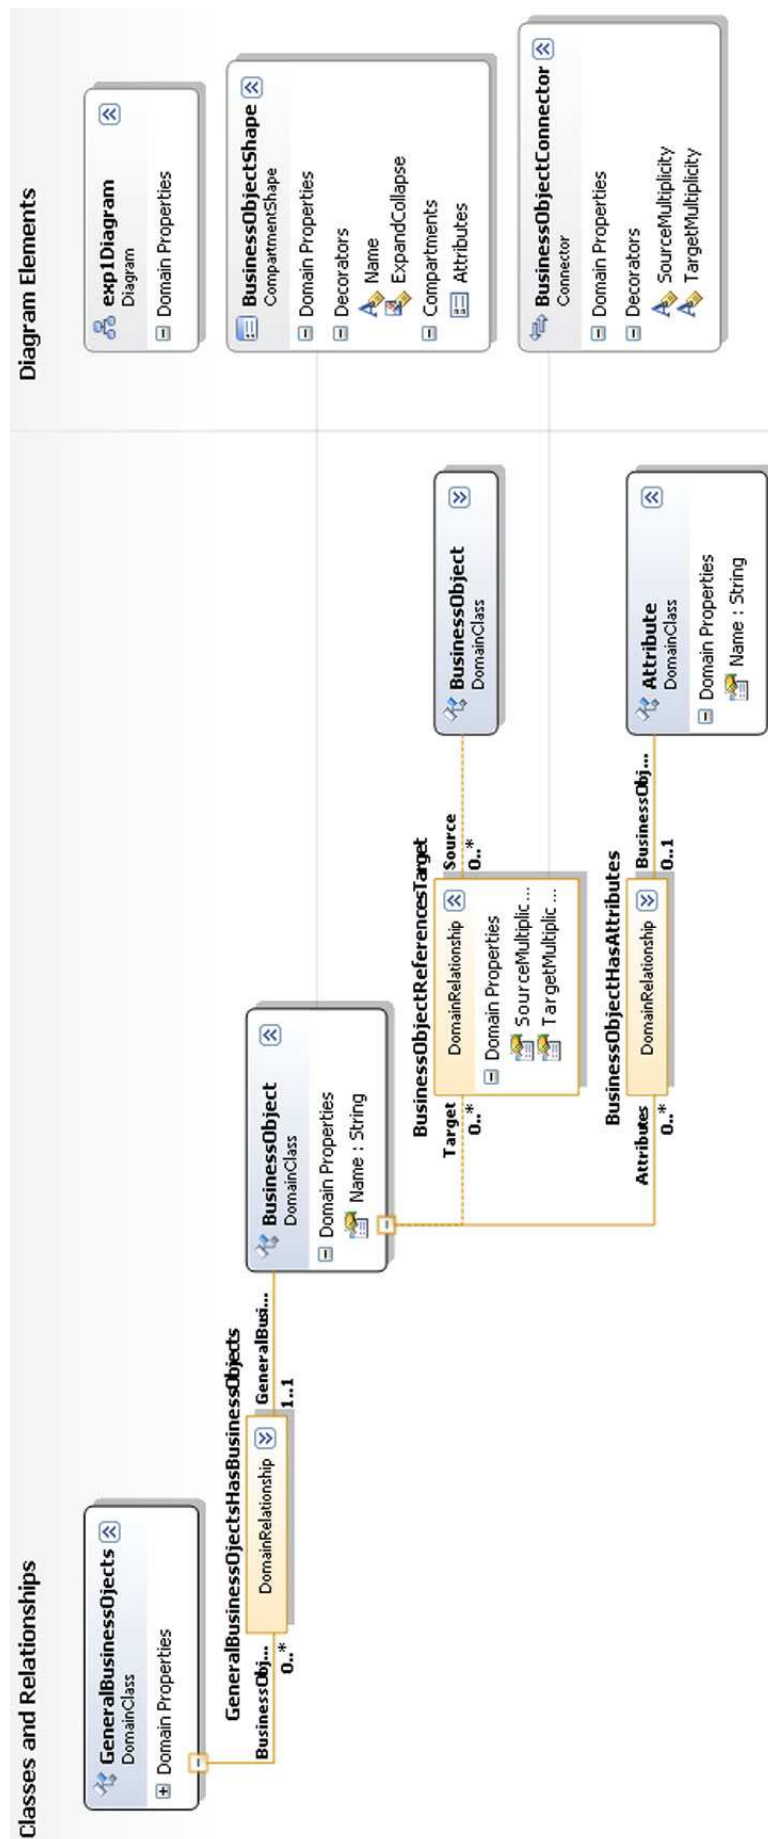 Classes and Relationships
Diagram Elements
GeneralBusinessOjects
DomainClass
Domain Properties
GeneralBusinessOjectsHasBusinessObjects
BusinessObj...
0..*
DomainRelationship
GeneralBusi...
1..1
BusinessObject
DomainClass
Domain Properties
Name : String
BusinessObjectReferencesTarget
Target
0..*
DomainRelationship
Domain Properties
SourceMultiplic ...
TargetMultiplic ...
Source
0..*
BusinessObject
DomainClass
BusinessObjectHasAttributes
Attributes
0..*
DomainRelationship
BusinessObj...
0..1
Attribute
DomainClass
Domain Properties
Name : String
exp1Diagram
Diagram
Domain Properties
BusinessObjectShape
CompartmentShape
Domain Properties
Decorators
Name
ExpandCollapse
Compartments
Attributes
BusinessObjectConnector
Connector
Domain Properties
Decorators
SourceMultiplicity
TargetMultiplicity